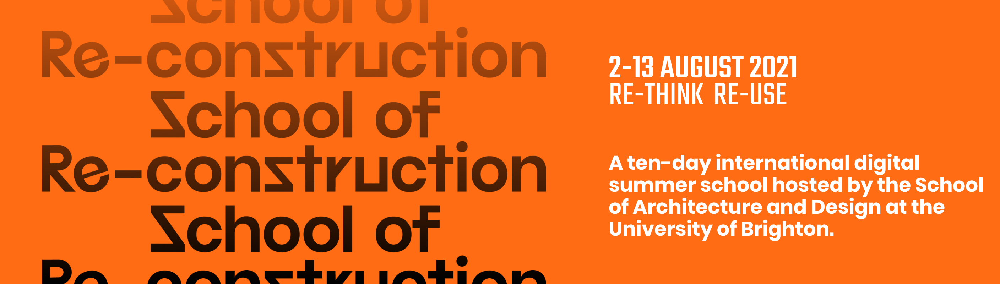 School of
Re-construction
School of
Re-construction
School of
Re-construction
2-13 AUGUST 2021
RE-THINK RE-USE
A ten-day international digital
summer school hosted by the School
of Architecture and Design at the
University of Brighton.